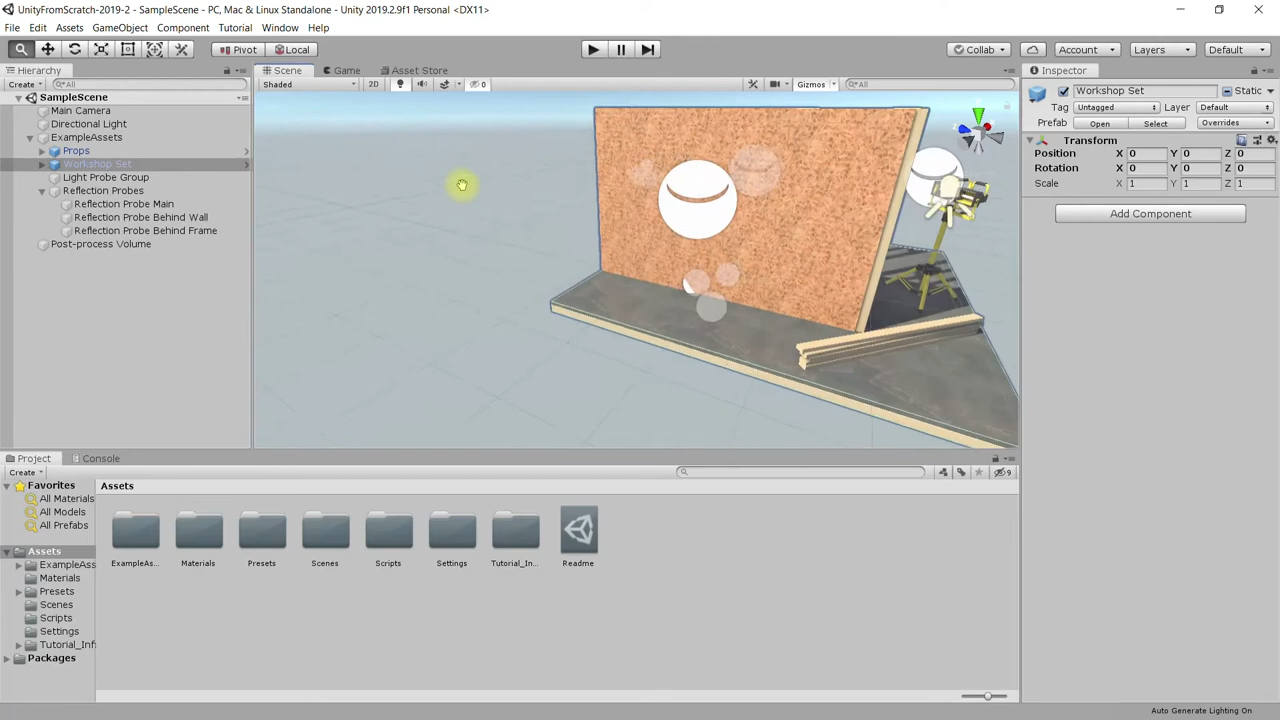 UnityFromScratch-2019-2 - SampleScene - PC, Mac & Linux Standalone - Unity 2019.2.9f1 Personal <DX11>
File Edit Assets GameObject Component Tutorial Window Help
Pivot Local Collab Account Layers Default
Hierarchy Scene Game Asset Store Inspector
Create All Shaded 2D 0 Gizmos All Workshop Set Static
SampleScene
Main Camera Tag Untagged Layer Default
Directional Light Prefab Open Select Overrides
ExampleAssets Transform
Props Position X 0 Y 0 Z 0
Workshop Set Rotation X 0 Y 0 Z 0
Light Probe Group Scale X 1 Y 1 Z 1
Reflection Probes
Reflection Probe Main Add Component
Reflection Probe Behind Wall
Reflection Probe Behind Frame
Post-process Volume
Project Console
Create 9
Favorites Assets
All Materials
All Models
All Prefabs
Assets
ExampleAss ExampleAs... Materials Presets Scenes Scripts Settings Tutorial_In... Readme
Materials
Presets
Scenes
Scripts
Settings
Tutorial_Inf
Packages
Auto Generate Lighting On